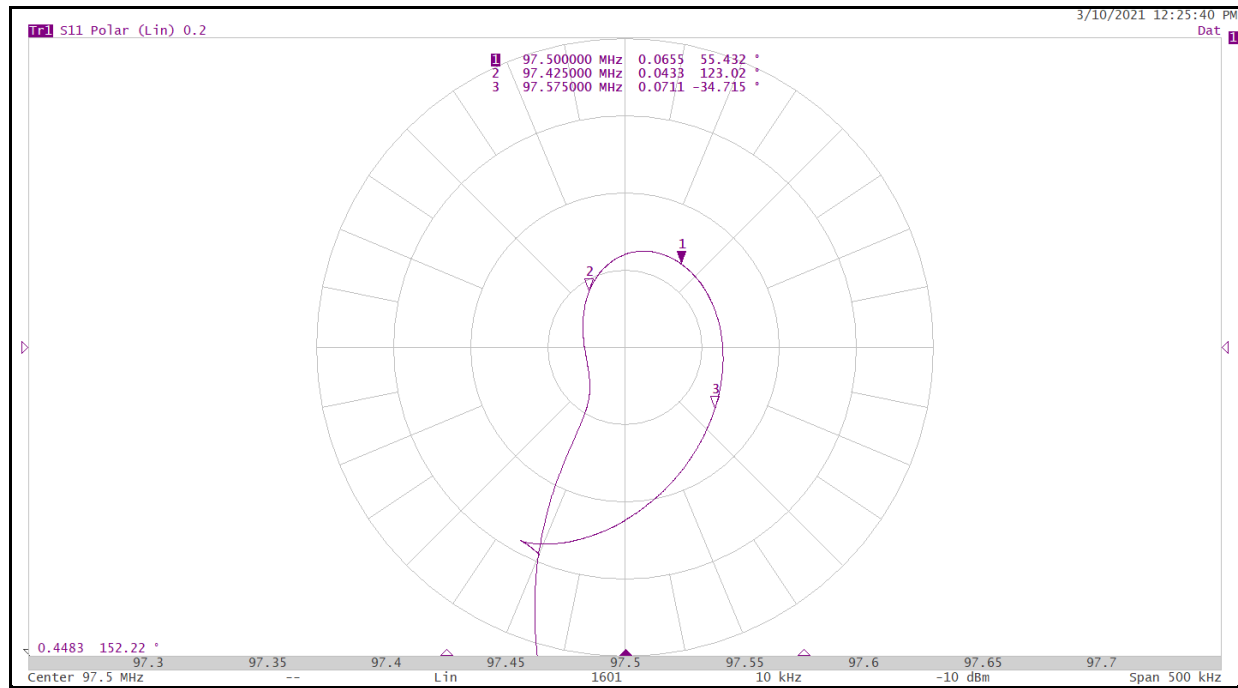 3/10/2021 12:25:40 PM
Tr1 S11 Polar (Lin) 0.2
Dat 1
1 97.500000 MHz 0.0655 55.432 °
2 97.425000 MHz 0.0433 123.02 °
3 97.575000 MHz 0.0711 -34.715 °
1
2
3
0.4483 152.22 °
97.3 97.35 97.4 97.45 97.5 97.55 97.6 97.65 97.7
Center 97.5 MHz -- Lin 1601 10 kHz -10 dBm Span 500 kHz